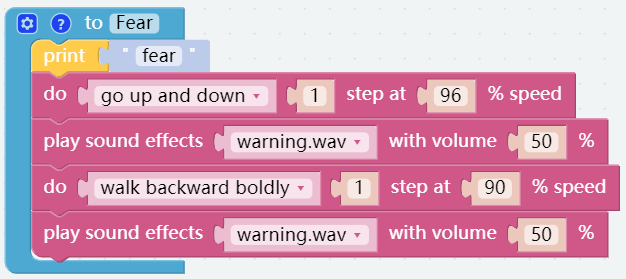 ? to Fear
print " fear "
do go up and down 1 step at 96 % speed
play sound effects warning.wav with volume 50 %
do walk backward boldly 1 step at 90 % speed
play sound effects warning.wav with volume 50 %